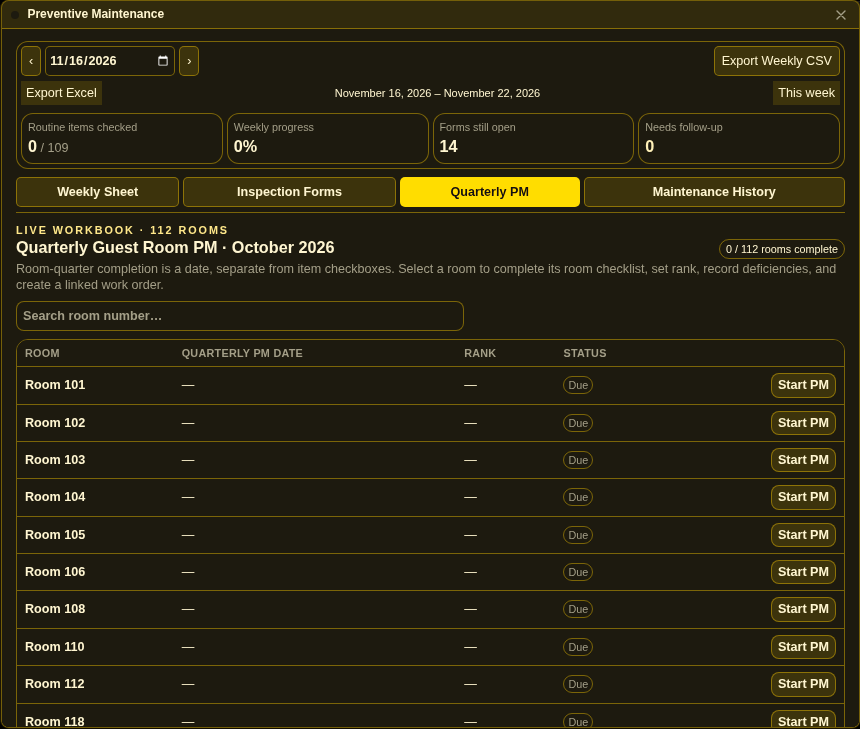 Preventive Maintenance
11/16/2026
Export Weekly CSV
Export Excel
November 16, 2026 – November 22, 2026
This week
Routine items checked
0 / 109
Weekly progress
0%
Forms still open
14
Needs follow-up
0
Weekly Sheet
Inspection Forms
Quarterly PM
Maintenance History
LIVE WORKBOOK · 112 ROOMS
Quarterly Guest Room PM · October 2026
0 / 112 rooms complete
Room-quarter completion is a date, separate from item checkboxes. Select a room to complete its room checklist, set rank, record deficiencies, and
create a linked work order.
Search room number…
ROOM QUARTERLY PM DATE RANK STATUS
Room 101 — — Due Start PM
Room 102 — — Due Start PM
Room 103 — — Due Start PM
Room 104 — — Due Start PM
Room 105 — — Due Start PM
Room 106 — — Due Start PM
Room 108 — — Due Start PM
Room 110 — — Due Start PM
Room 112 — — Due Start PM
Room 118 — — Due Start PM